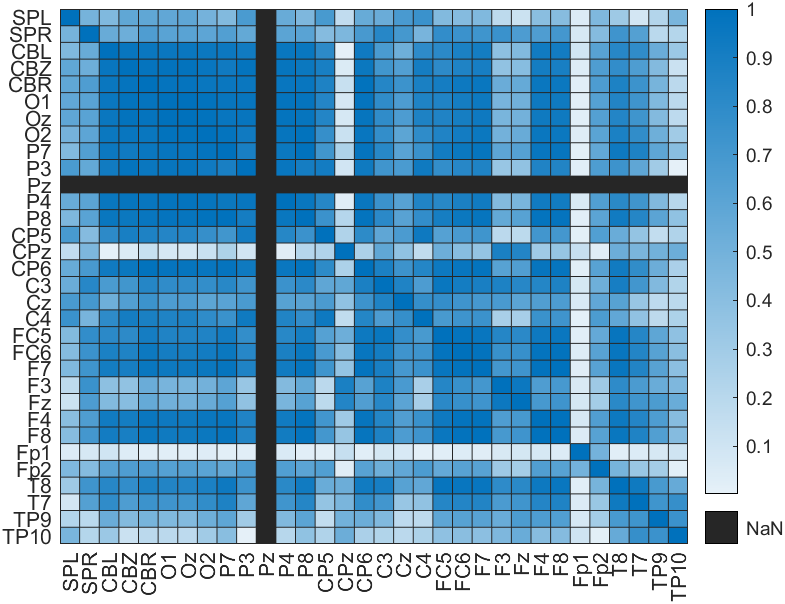 SPL
SPR
CBL
CBZ
CBR
O1
Oz
O2
P7
P3
Pz
P4
P8
CP5
CPz
CP6
C3
Cz
C4
FC5
FC6
F7
F3
Fz
F4
F8
Fp1
Fp2
T8
T7
TP9
TP10
SPL SPR CBL CBZ CBR O1 Oz O2 P7 P3 Pz P4 P8 CP5 CPz CP6 C3 Cz C4 FC5 FC6 F7 F3 Fz F4 F8 Fp1 Fp2 T8 T7 TP9 TP10
1
0.9
0.8
0.7
0.6
0.5
0.4
0.3
0.2
0.1
NaN